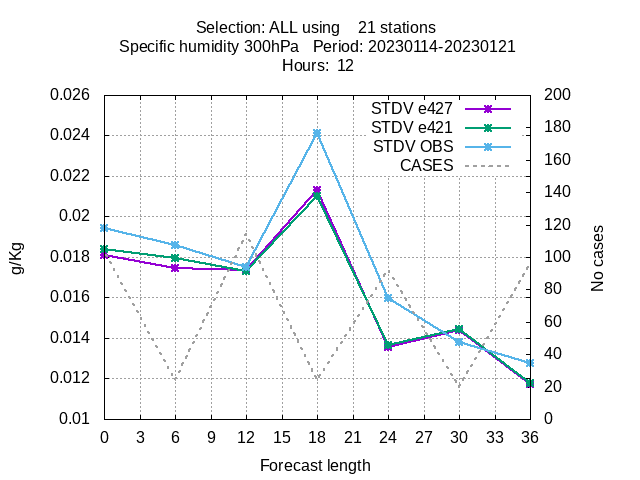 Selection: ALL using    21 stations
Specific humidity 300hPa   Period: 20230114-20230121
Hours:  12
STDV e427
STDV e421
STDV OBS
CASES
0.026
0.024
0.022
0.02
0.018
0.016
0.014
0.012
0.01
200
180
160
140
120
100
80
60
40
20
0
g/Kg
No cases
0 3 6 9 12 15 18 21 24 27 30 33 36
Forecast length